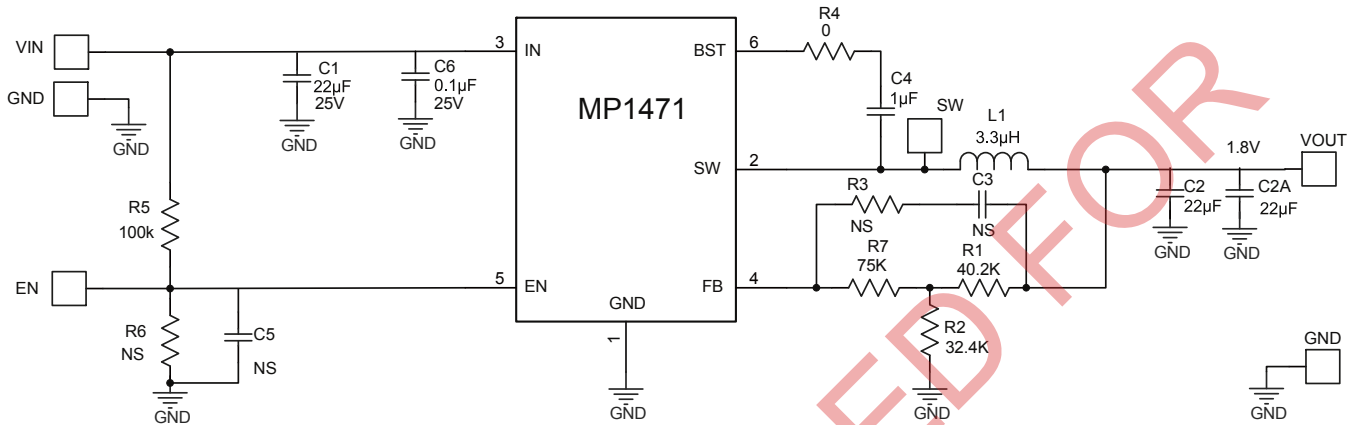 VIN
GND
GND
R5
100k
EN
R6
NS
C5
NS
GND
C1
22µF
25V
GND
C6
0.1µF
25V
GND
3
IN
5
EN
MP1471
BST
6
SW
2
FB
4
GND
1
GND
R4
0
C4
1µF
SW
L1
3.3µH
R3
NS
C3
NS
R7
75K
R1
40.2K
R2
32.4K
GND
1.8V
VOUT
C2
22µF
GND
C2A
22µF
GND
GND
GND
ED FOR